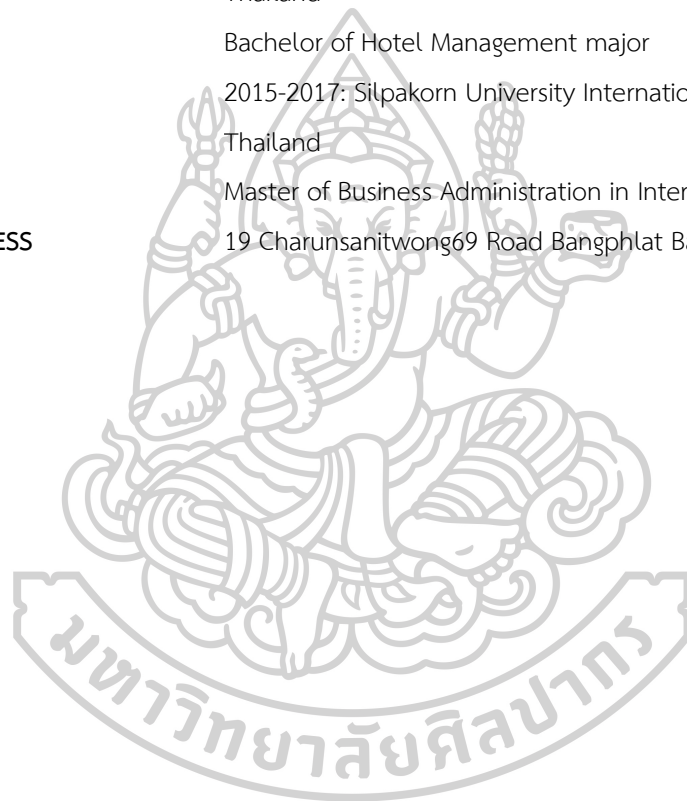 Bachelor of Hotel Management major
2015-2017: Silpakorn University Internatio
Thailand
Master of Business Administration in Inter
ESS 19 Charunsanitwong69 Road Bangphlat Ba
มหาวิทยาลัยศิลปากร